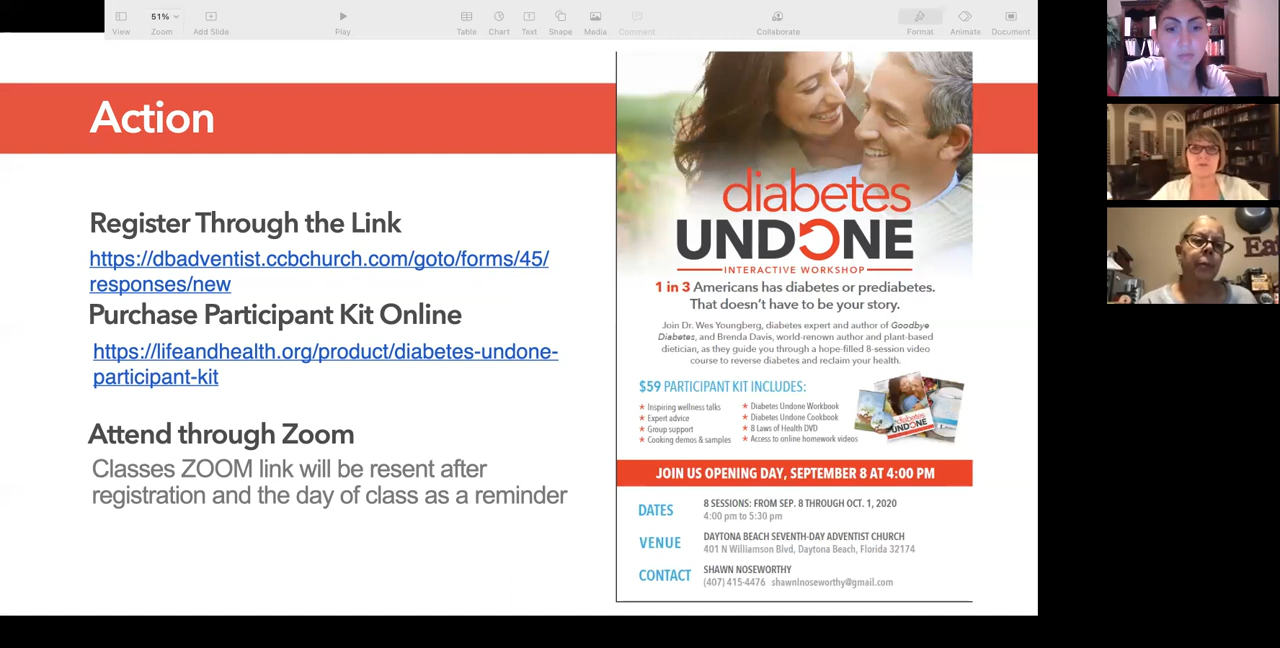 51%
View
Zoom
Add Slide
Play
Table
Chart
Text
Shape
Media
Comment
Collaborate
Format
Animate
Document
Action
Register Through the Link
https://dbadventist.ccbchurch.com/goto/forms/45/
responses/new
Purchase Participant Kit Online
https://lifeandhealth.org/product/diabetes-undone-
participant-kit
Attend through Zoom
Classes ZOOM link will be resent after
registration and the day of class as a reminder
diabetes
UNDONE
INTERACTIVE WORKSHOP
1 in 3 Americans has diabetes or prediabetes.
That doesn't have to be your story.
Join Dr. Wes Youngberg, diabetes expert and author of Goodbye
Diabetes, and Brenda Davis, world-renown author and plant-based
dietician, as they guide you through a hope-filled 8-session video
course to reverse diabetes and reclaim your health.
$59 PARTICIPANT KIT INCLUDES:
* Inspiring wellness talks
* Expert advice
* Group support
* Cooking demos & samples
* Diabetes Undone Workbook
* Diabetes Undone Cookbook
* 8 Laws of Health DVD
* Access to online homework videos
diabetes
UNDONE
JOIN US OPENING DAY, SEPTEMBER 8 AT 4:00 PM
DATES
8 SESSIONS: FROM SEP. 8 THROUGH OCT. 1, 2020
4:00 pm to 5:30 pm
VENUE
DAYTONA BEACH SEVENTH-DAY ADVENTIST CHURCH
401 N Williamson Blvd, Daytona Beach, Florida 32174
CONTACT
SHAWN NOSEWORTHY
(407) 415-4476 shawnlnoseworthy@gmail.com
Ea